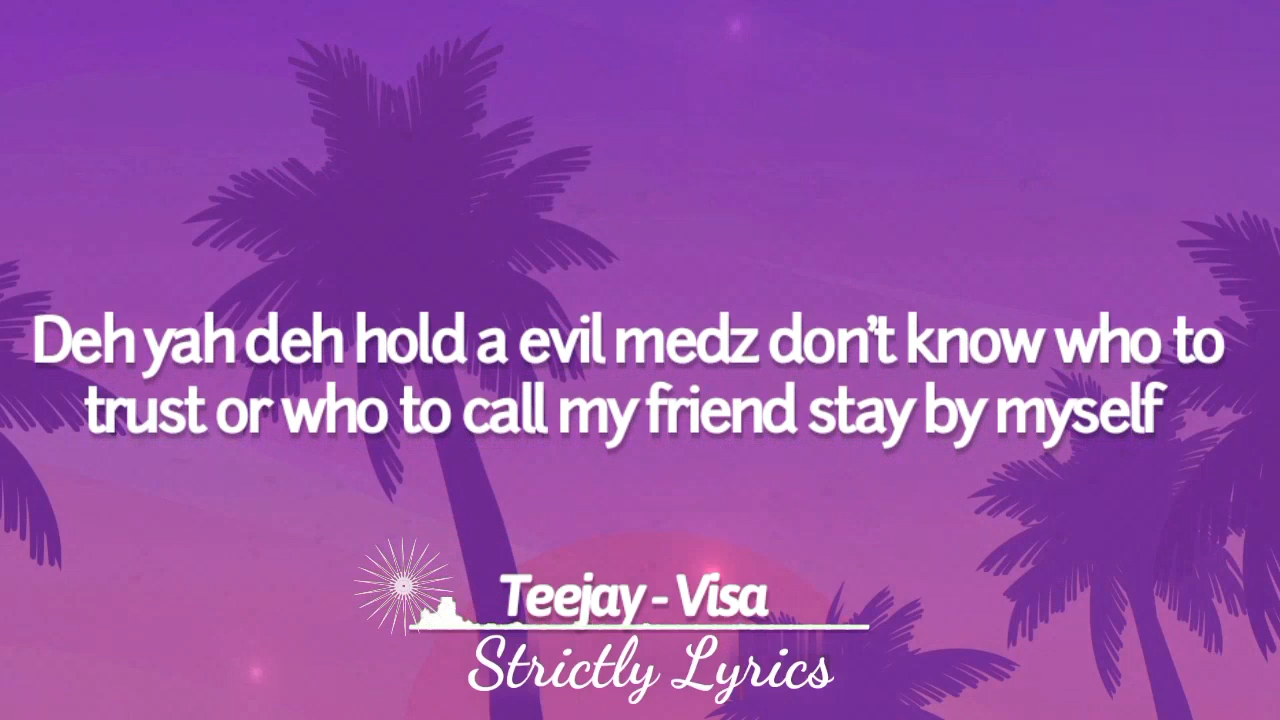 Deh yah deh hold a evil medz don't know who to
trust or who to call my friend stay by myself
Teejay - Visa
Strictly Lyrics